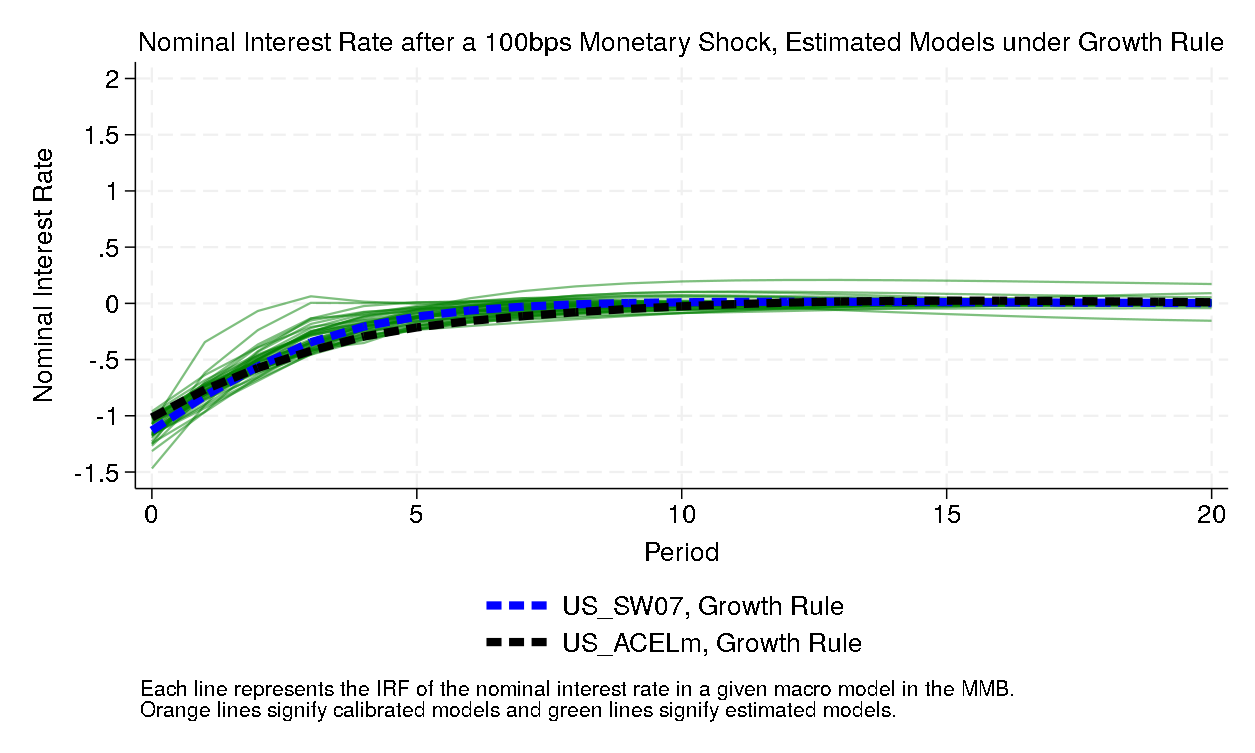 Nominal Interest Rate after a 100bps Monetary Shock, Estimated Models under Growth Rule
2
1.5
1
.5
0
-.5
-1
-1.5
Nominal Interest Rate
0 5 10 15 20
Period
US_SW07, Growth Rule
US_ACELm, Growth Rule
Each line represents the IRF of the nominal interest rate in a given macro model in the MMB.
Orange lines signify calibrated models and green lines signify estimated models.